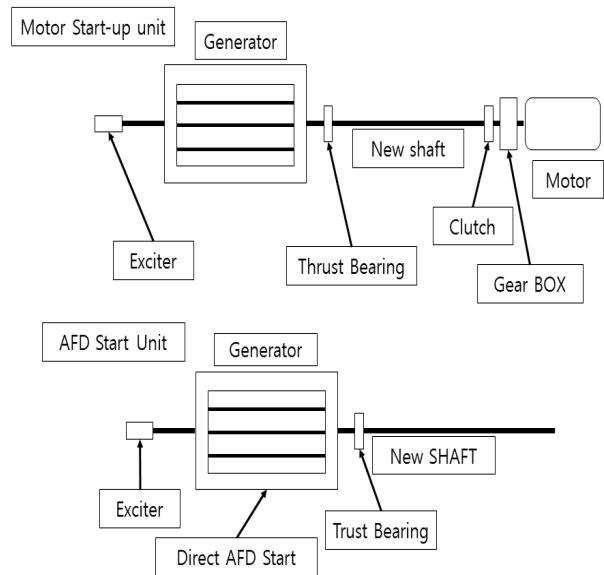 Motor Start-up unit
Generator
New shaft
Motor
Clutch
Exciter
Thrust Bearing
Gear BOX
AFD Start Unit
Generator
New SHAFT
Exciter
Trust Bearing
Direct AFD Start